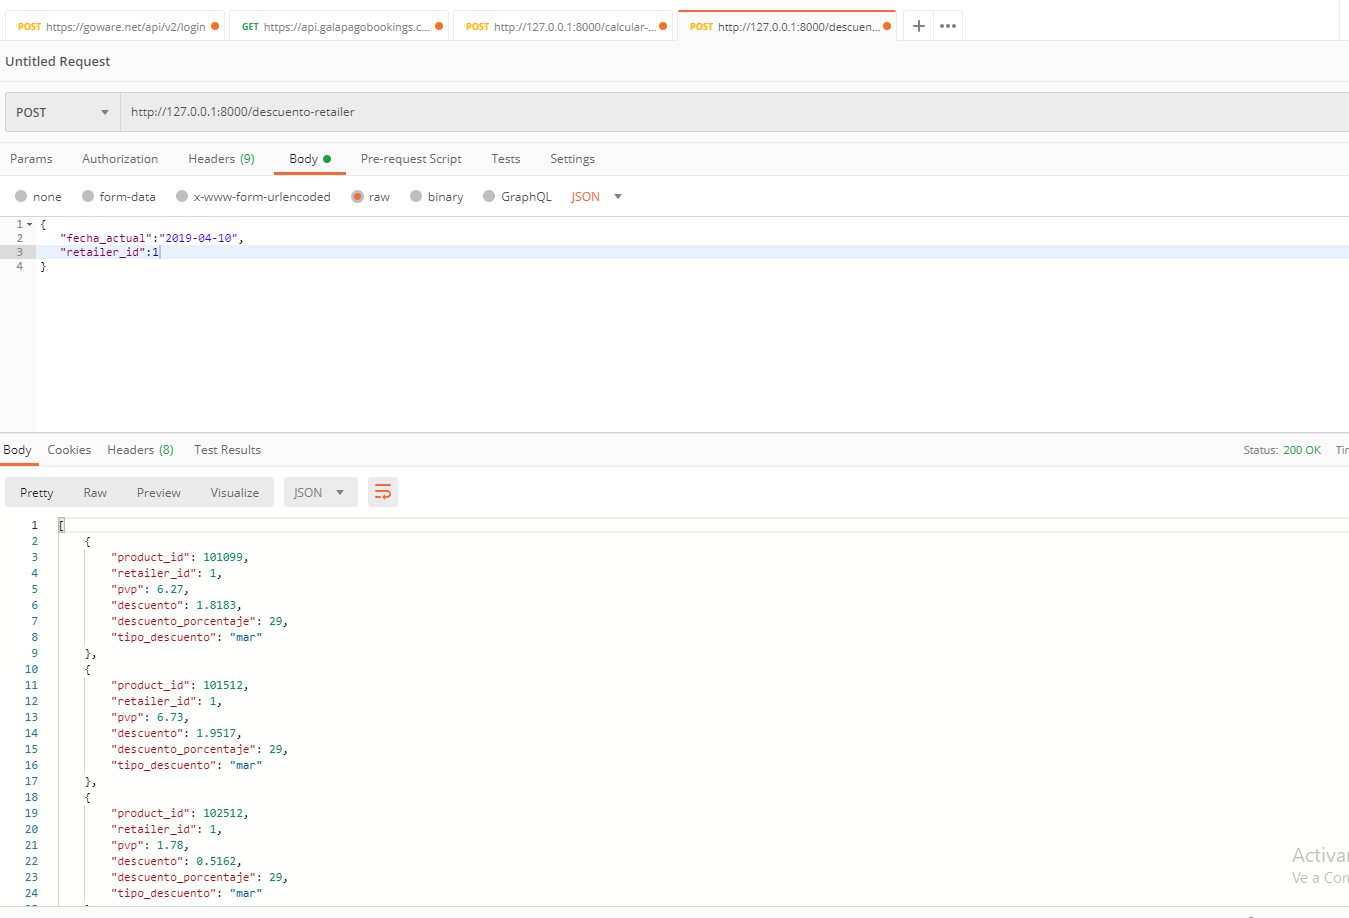 POST https://goware.net/api/v2/login GET https://api.galapagobookings.c... POST http://127.0.0.1:8000/calcular-... POST http://127.0.0.1:8000/descuen... + •••
Untitled Request
POST http://127.0.0.1:8000/descuento-retailer
Params Authorization Headers (9) Body Pre-request Script Tests Settings
none form-data x-www-form-urlencoded raw binary GraphQL JSON
1 {
2 "fecha_actual":"2019-04-10",
3 "retailer_id":1
4 }
Body Cookies Headers (8) Test Results Status: 200 OK Tim
Pretty Raw Preview Visualize JSON
1 [
2 {
3 "product_id": 101099,
4 "retailer_id": 1,
5 "pvp": 6.27,
6 "descuento": 1.8183,
7 "descuento_porcentaje": 29,
8 "tipo_descuento": "mar"
9 },
10 {
11 "product_id": 101512,
12 "retailer_id": 1,
13 "pvp": 6.73,
14 "descuento": 1.9517,
15 "descuento_porcentaje": 29,
16 "tipo_descuento": "mar"
17 },
18 {
19 "product_id": 102512,
20 "retailer_id": 1,
21 "pvp": 1.78,
22 "descuento": 0.5162,
23 "descuento_porcentaje": 29,
24 "tipo_descuento": "mar"
Activar
Ve a Con